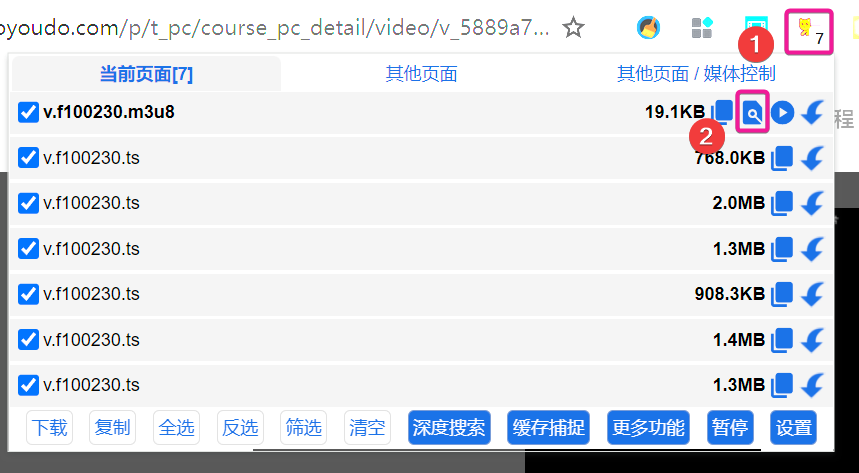 oyoudo.com/p/t_pc/course_pc_detail/video/v_5889a7...
7
1
当前页面[7] 其他页面 其他页面 / 媒体控制
v.f100230.m3u8 19.1KB
程
2
v.f100230.ts 768.0KB
v.f100230.ts 2.0MB
v.f100230.ts 1.3MB
v.f100230.ts 908.3KB
v.f100230.ts 1.4MB
v.f100230.ts 1.3MB
下载 复制 全选 反选 筛选 清空 深度搜索 缓存捕捉 更多功能 暂停 设置